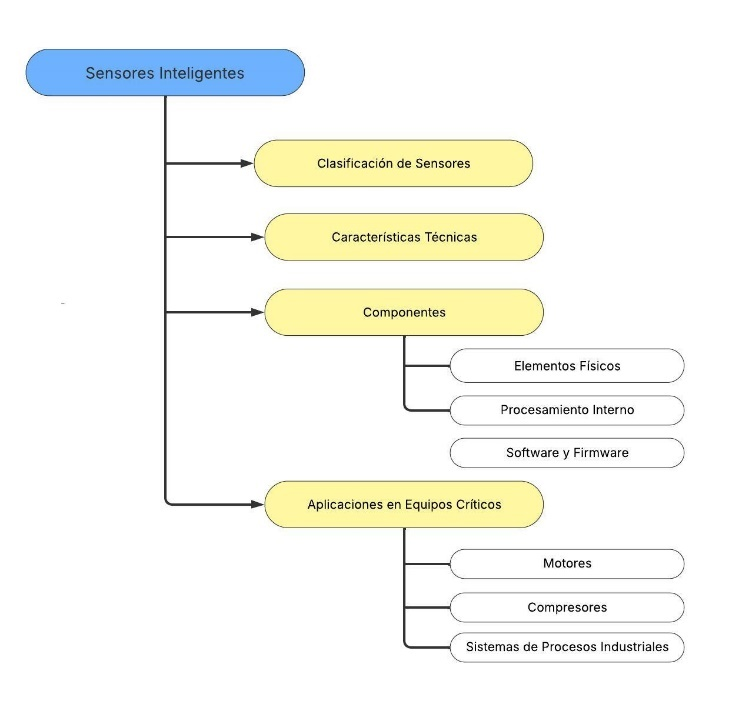 Sensores Inteligentes
Clasificación de Sensores
Características Técnicas
Componentes
Elementos Físicos
Procesamiento Interno
Software y Firmware
Aplicaciones en Equipos Críticos
Motores
Compresores
Sistemas de Procesos Industriales